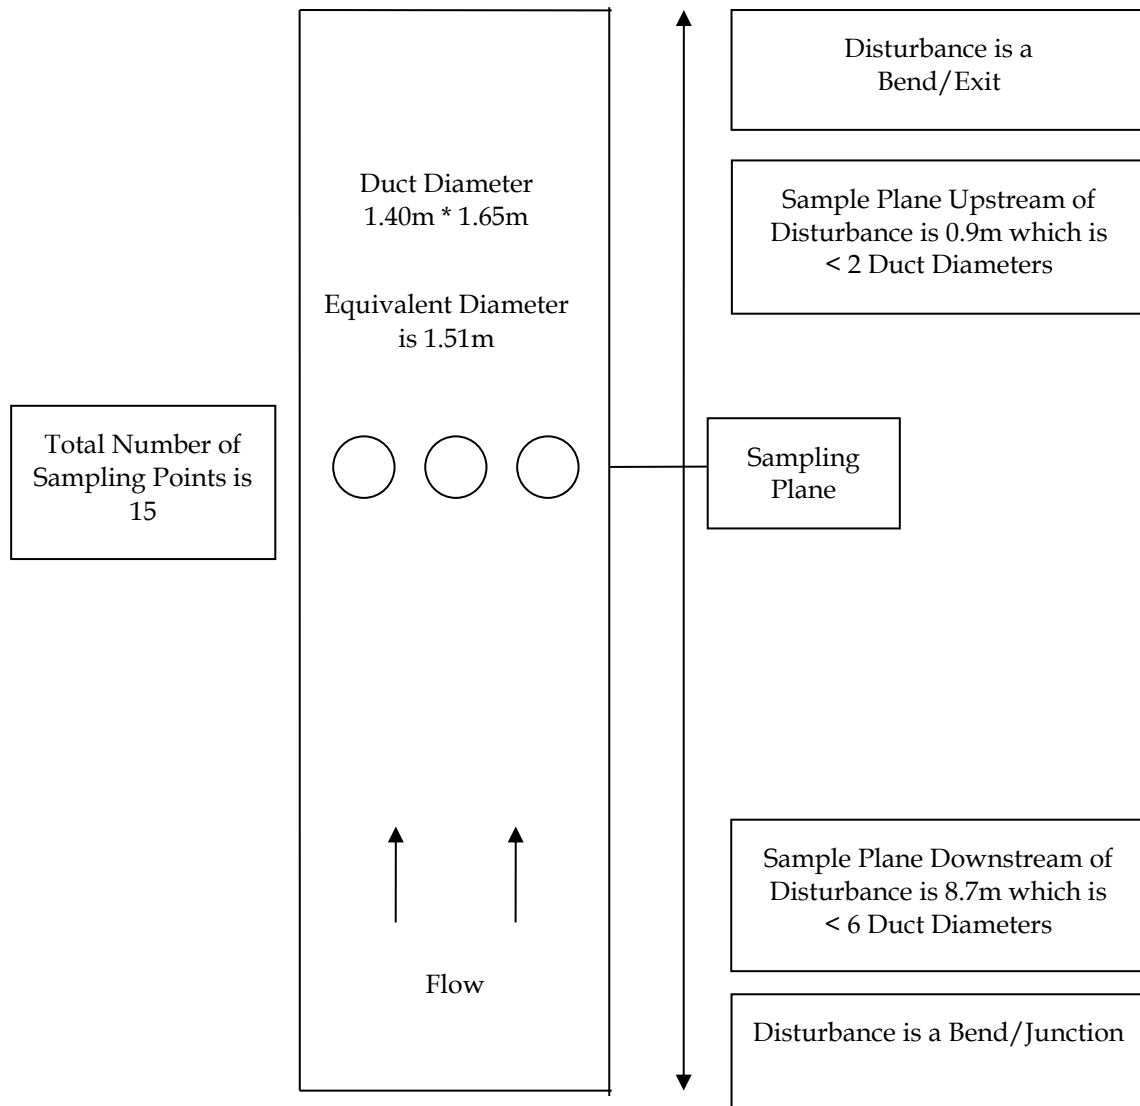 Disturbance is a
Bend/Exit
Duct Diameter
1.40m * 1.65m
Sample Plane Upstream of
Disturbance is 0.9m which is
< 2 Duct Diameters
Equivalent Diameter
is 1.51m
Total Number of
Sampling Points is
15
Sampling
Plane
Sample Plane Downstream of
Disturbance is 8.7m which is
< 6 Duct Diameters
Flow
Disturbance is a Bend/Junction